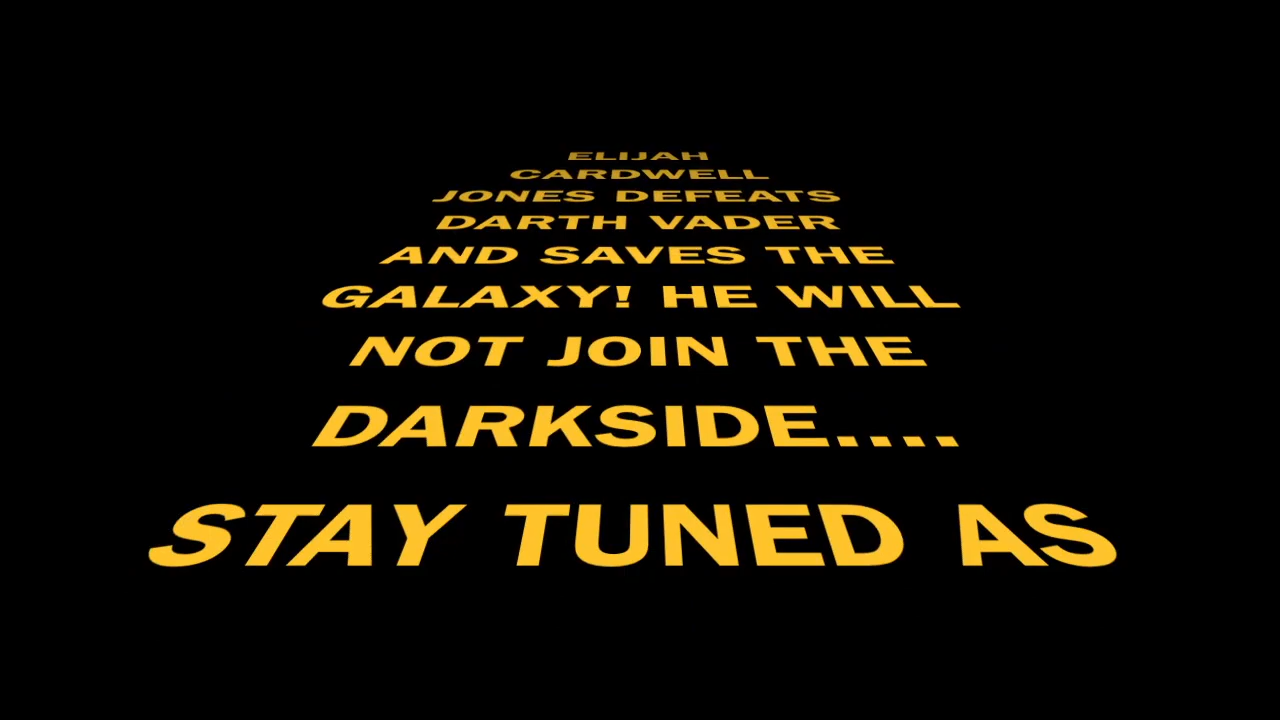 ELIJAH
CARDWELL
JONES DEFEATS
DARTH VADER
AND SAVES THE
GALAXY! HE WILL
NOT JOIN THE
DARKSIDE....
STAY TUNED AS